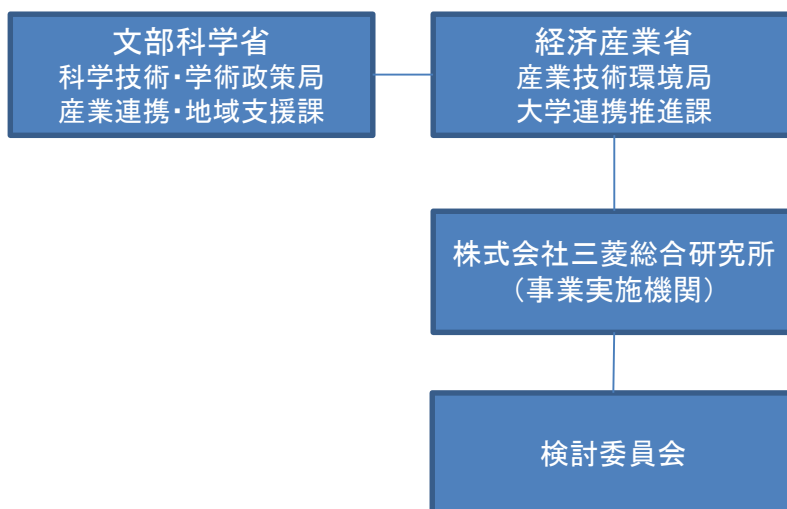 文部科学省
科学技術・学術政策局
産業連携・地域支援課
経済産業省
産業技術環境局
大学連携推進課
株式会社三菱総合研究所
（事業実施機関）
検討委員会